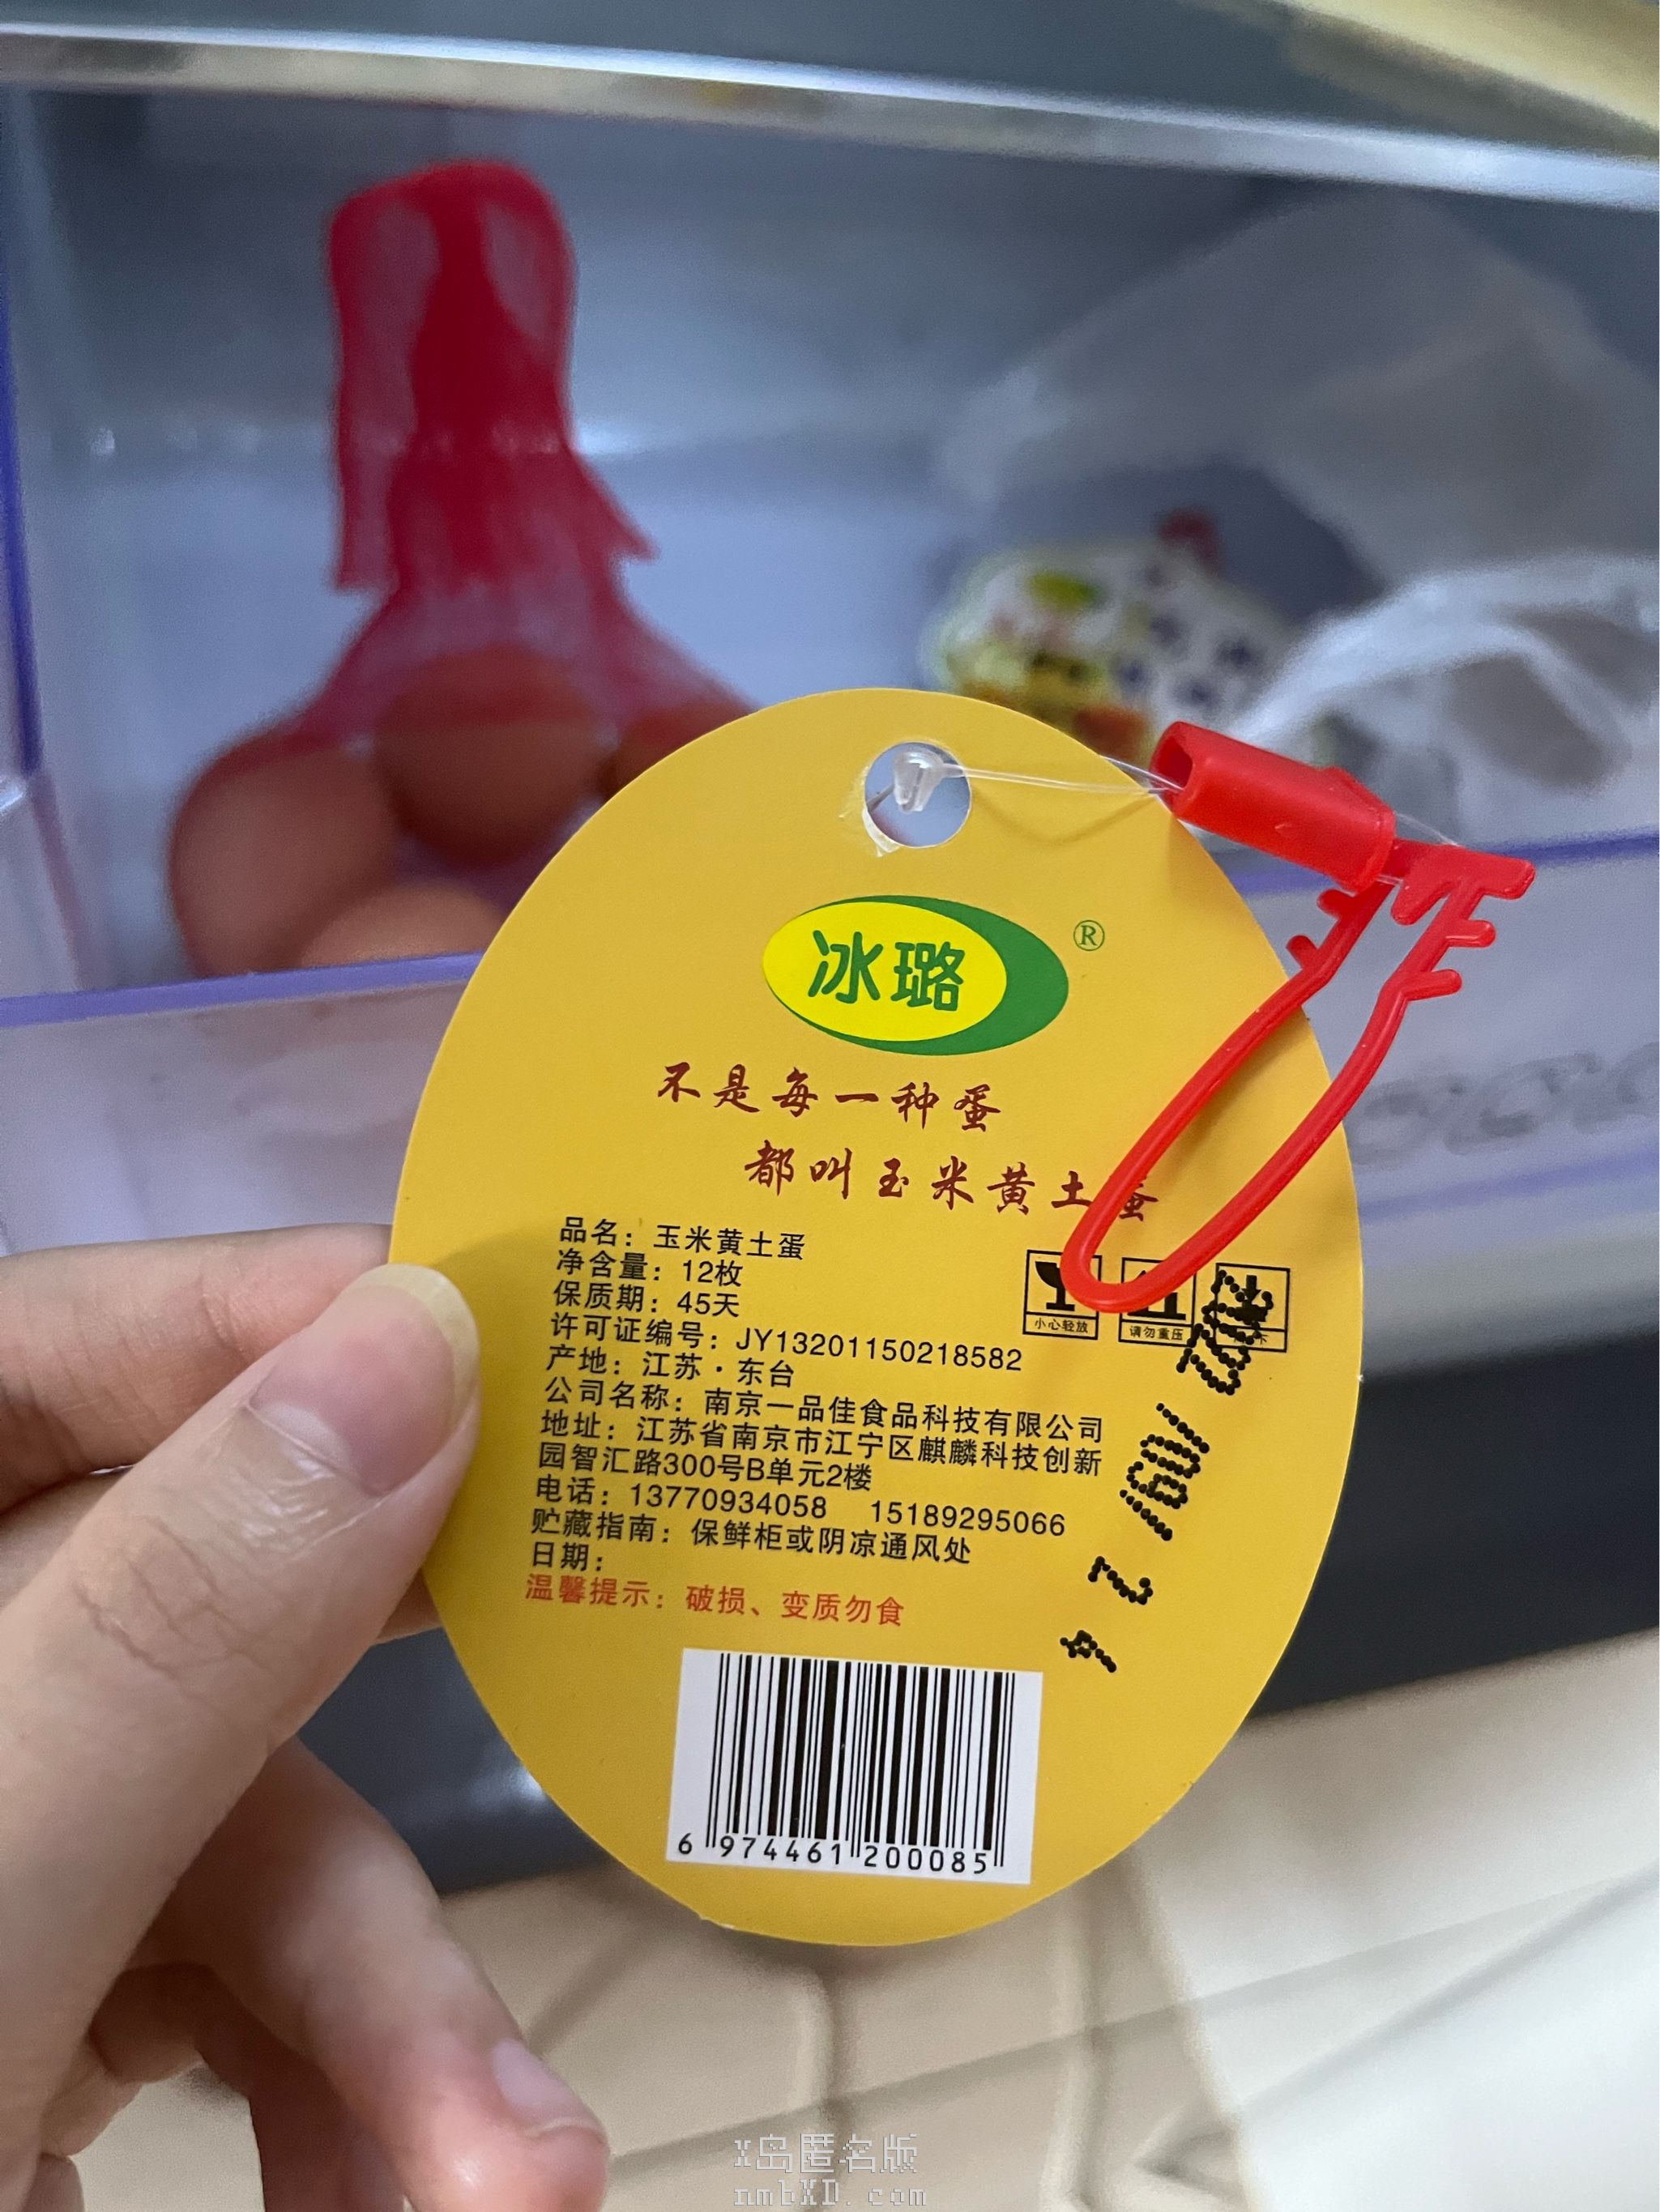 冰璐
®
不是每一种蛋
都叫玉米黄土蛋
品名：玉米黄土蛋
净含量：12枚
保质期：45天
许可证编号：JY13201150218582
产地：江苏·东台
公司名称：南京一品佳食品科技有限公司
地址：江苏省南京市江宁区麒麟科技创新
园智汇路300号B单元2楼
电话：13770934058 15189295066
贮藏指南：保鲜柜或阴凉通风处
日期：
温馨提示：破损、变质勿食
小心轻放
请勿重压
6 974461 200085
x岛匿名版
nmbXD.com